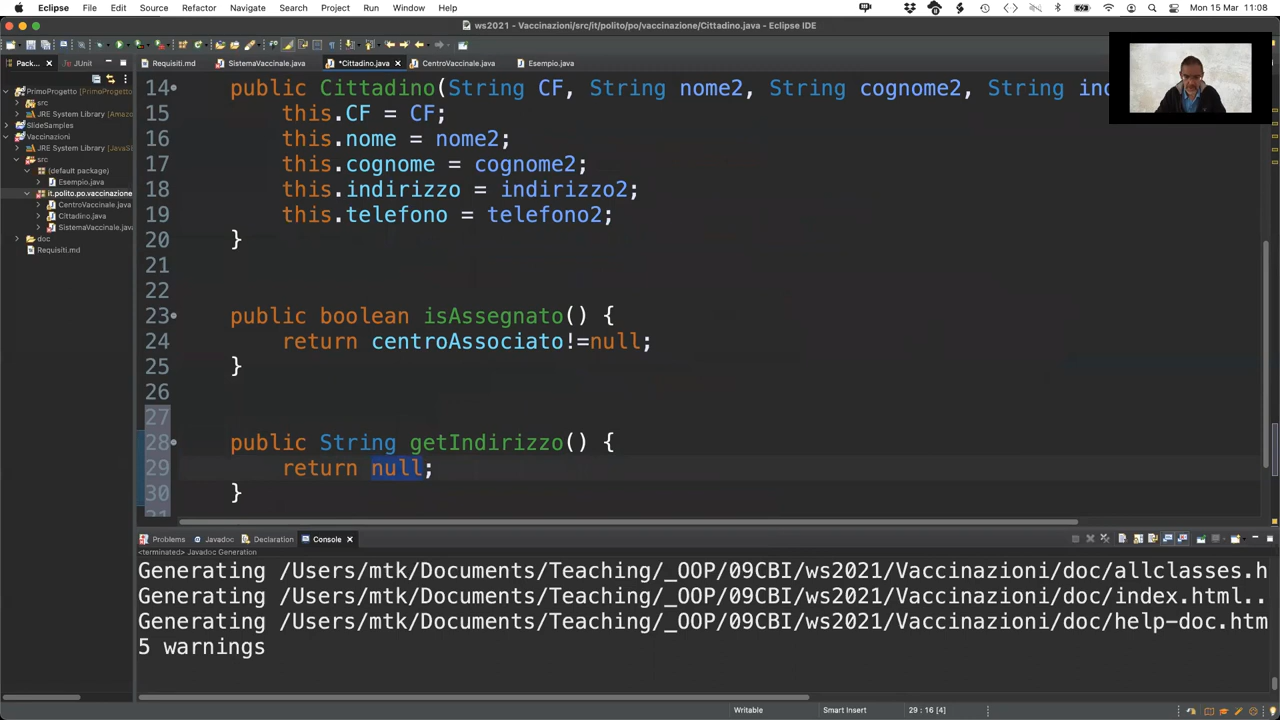 Eclipse File Edit Source Refactor Navigate Search Project Run Window Help Mon 15 Mar 11:08
ws2021 - Vaccinazioni/src/it/polito/po/vaccinazione/Cittadino.java - Eclipse IDE
Pack... JUnit Requisiti.md SistemaVaccinale.java *Cittadino.java CentroVaccinale.java Esempio.java
PrimoProgetto [PrimoProgetto
src
JRE System Library [Amazo
SlideSamples
Vaccinazioni
JRE System Library [JavaS
src
(default package)
Esempio.java
it.polito.po.vaccinazione
CentroVaccinale.java
Cittadino.java
SistemaVaccinale.java
doc
Requisiti.md
14 public Cittadino(String CF, String nome2, String cognome2, String ind
15 this.CF = CF;
16 this.nome = nome2;
17 this.cognome = cognome2;
18 this.indirizzo = indirizzo2;
19 this.telefono = telefono2;
20 }
21
22
23 public boolean isAssegnato() {
24 return centroAssociato!=null;
25 }
26
27
28 public String getIndirizzo() {
29 return null;
30 }
Problems Javadoc Declaration Console
<terminated> Javadoc Generation
Generating /Users/mtk/Documents/Teaching/_OOP/09CBI/ws2021/Vaccinazioni/doc/allclasses.h
Generating /Users/mtk/Documents/Teaching/_OOP/09CBI/ws2021/Vaccinazioni/doc/index.html..
Generating /Users/mtk/Documents/Teaching/_OOP/09CBI/ws2021/Vaccinazioni/doc/help-doc.htm
5 warnings
Writable Smart Insert 29 : 16 [4]